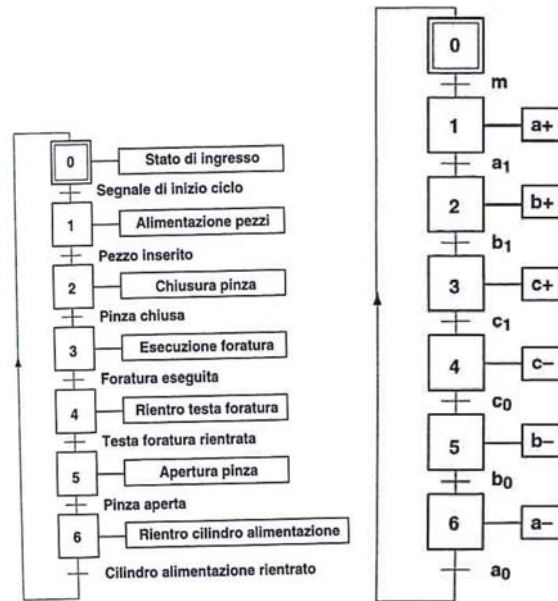 0
Stato di ingresso
Segnale di inizio ciclo
1
Alimentazione pezzi
Pezzo inserito
2
Chiusura pinza
Pinza chiusa
3
Esecuzione foratura
Foratura eseguita
4
Rientro testa foratura
Testa foratura rientrata
5
Apertura pinza
Pinza aperta
6
Rientro cilindro alimentazione
Cilindro alimentazione rientrato
0
m
1
a+
a1
2
b+
b1
3
c+
c1
4
c−
c0
5
b−
b0
6
a−
a0